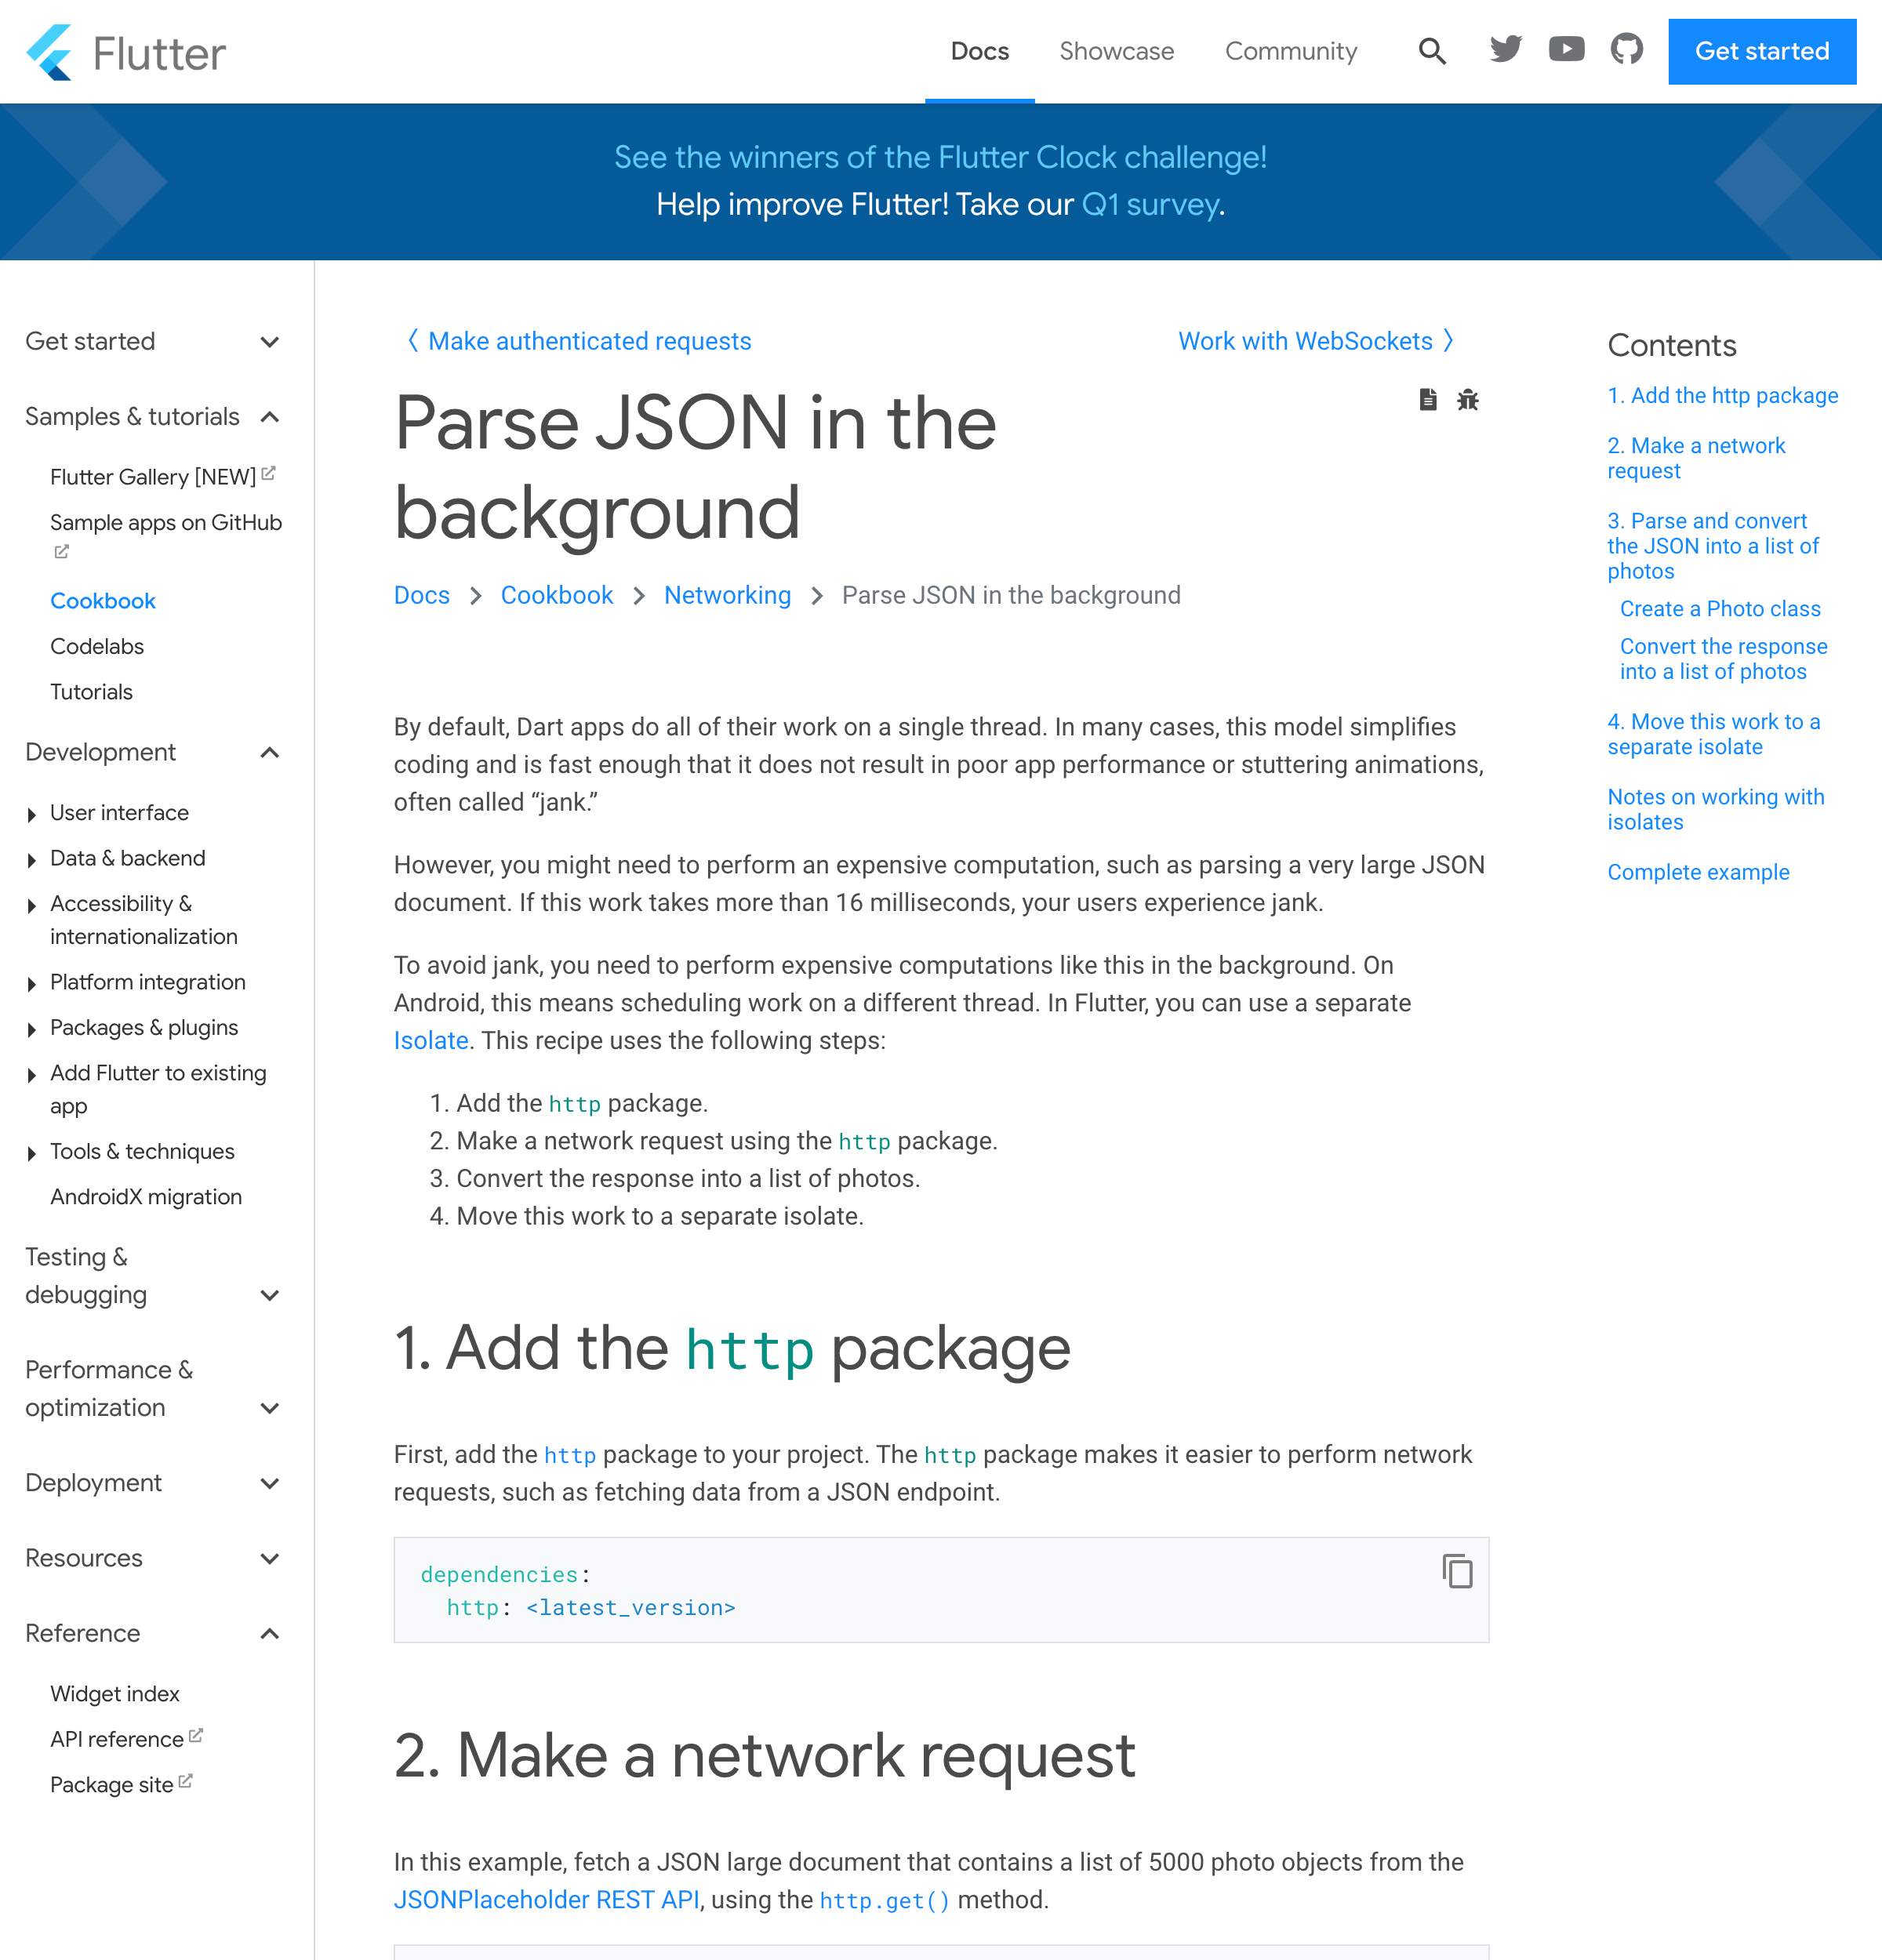 Flutter
Docs
Showcase
Community
Get started
See the winners of the Flutter Clock challenge!
Help improve Flutter! Take our Q1 survey.
Get started
Samples & tutorials
Flutter Gallery [NEW]
Sample apps on GitHub
Cookbook
Codelabs
Tutorials
Development
User interface
Data & backend
Accessibility &
internationalization
Platform integration
Packages & plugins
Add Flutter to existing
app
Tools & techniques
AndroidX migration
Testing &
debugging
Performance &
optimization
Deployment
Resources
Reference
Widget index
API reference
Package site
〈 Make authenticated requests
Work with WebSockets 〉
Parse JSON in the
background
Docs
Cookbook
Networking
Parse JSON in the background
By default, Dart apps do all of their work on a single thread. In many cases, this model simplifies
coding and is fast enough that it does not result in poor app performance or stuttering animations,
often called “jank.”
However, you might need to perform an expensive computation, such as parsing a very large JSON
document. If this work takes more than 16 milliseconds, your users experience jank.
To avoid jank, you need to perform expensive computations like this in the background. On
Android, this means scheduling work on a different thread. In Flutter, you can use a separate
Isolate. This recipe uses the following steps:
1. Add the http package.
2. Make a network request using the http package.
3. Convert the response into a list of photos.
4. Move this work to a separate isolate.
1. Add the http package
First, add the http package to your project. The http package makes it easier to perform network
requests, such as fetching data from a JSON endpoint.
dependencies:
  http: <latest_version>
2. Make a network request
In this example, fetch a JSON large document that contains a list of 5000 photo objects from the
JSONPlaceholder REST API, using the http.get() method.
Contents
1. Add the http package
2. Make a network
request
3. Parse and convert
the JSON into a list of
photos
Create a Photo class
Convert the response
into a list of photos
4. Move this work to a
separate isolate
Notes on working with
isolates
Complete example